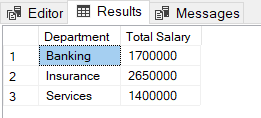 Editor Results Messages
Department Total Salary
1 Banking 1700000
2 Insurance 2650000
3 Services 1400000